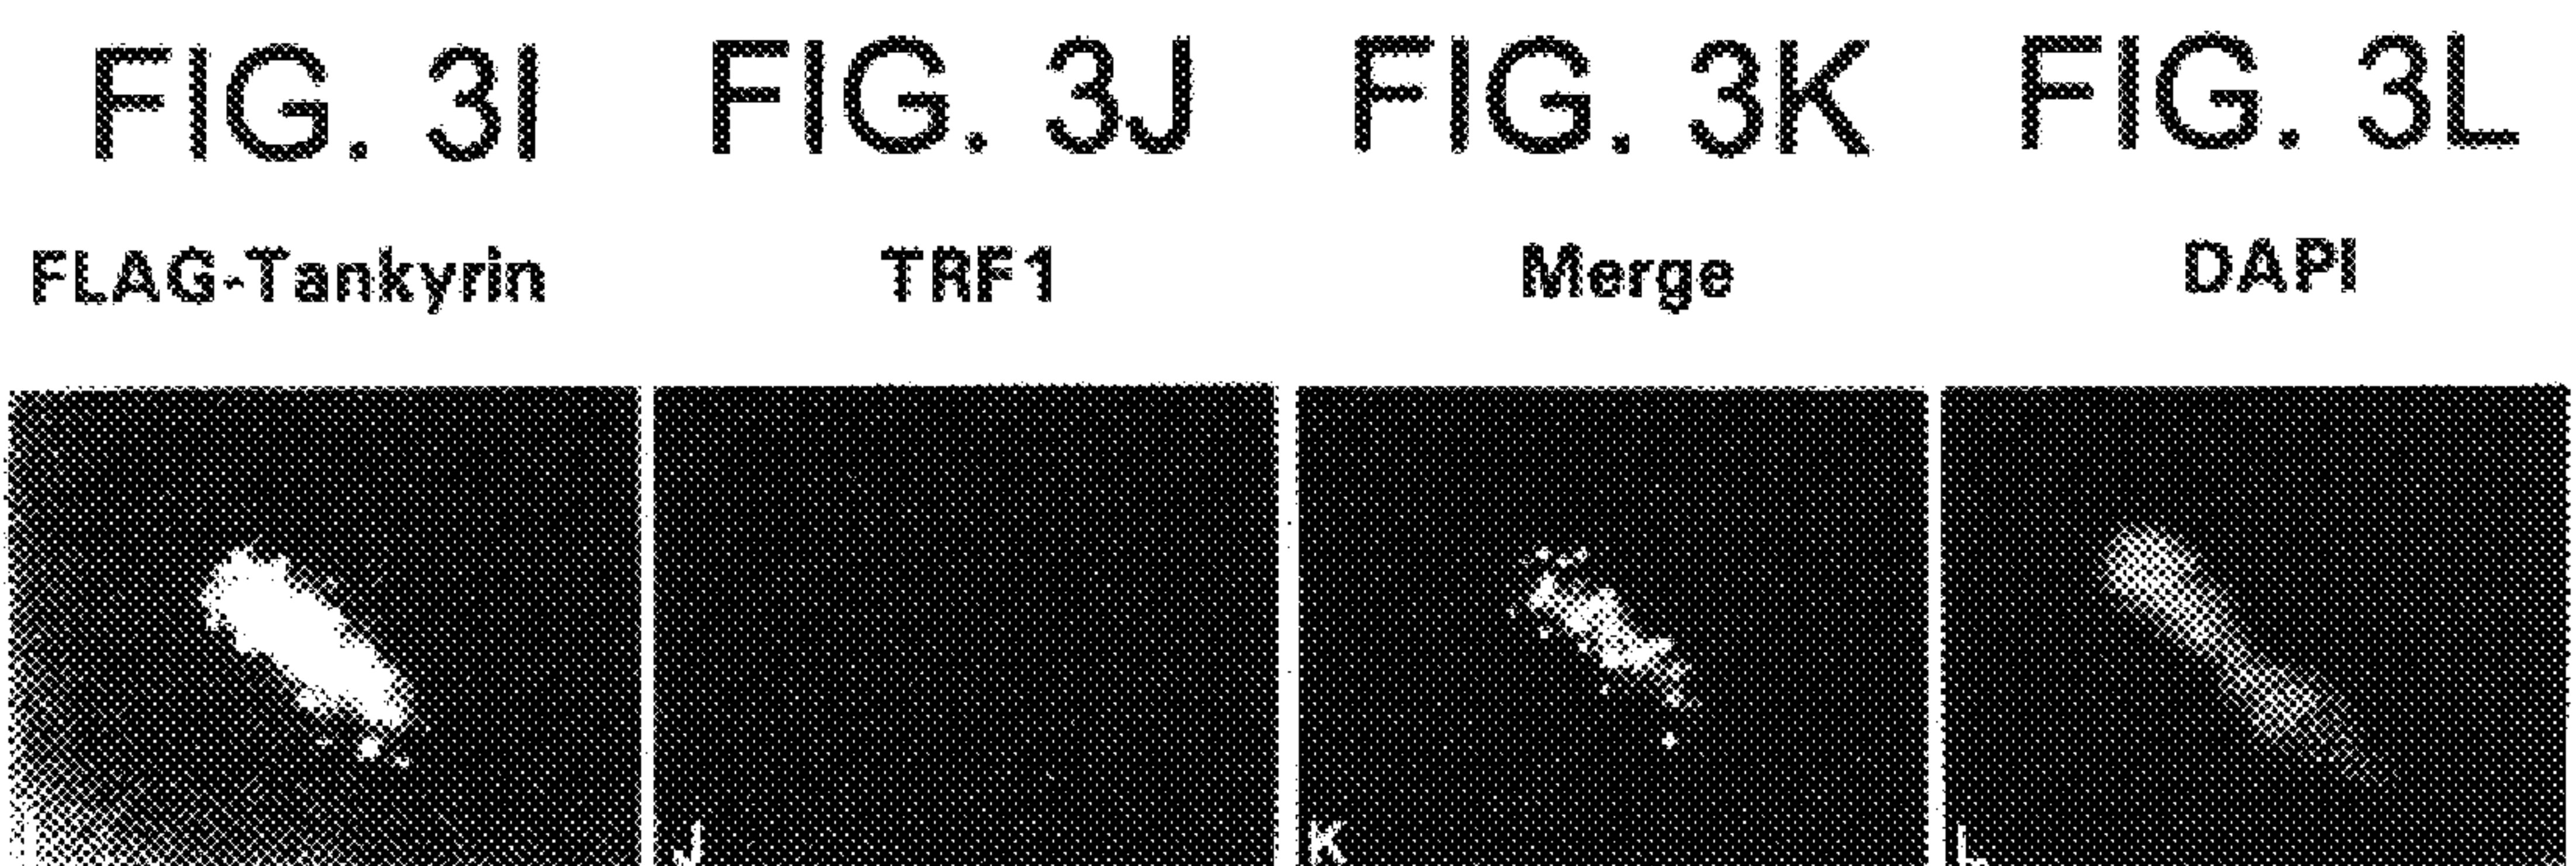 FIG. 3I FIG. 3J FIG. 3K FIG. 3L
FLAG-Tankyrin TRF1 Merge DAPI
I J K L